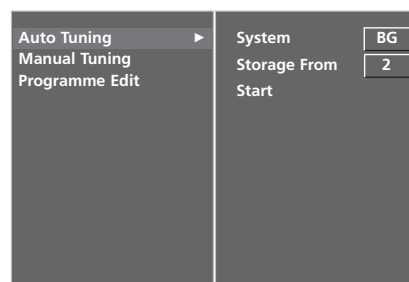 Auto Tuning ►
Manual Tuning
Programme Edit
System BG
Storage From 2
Start